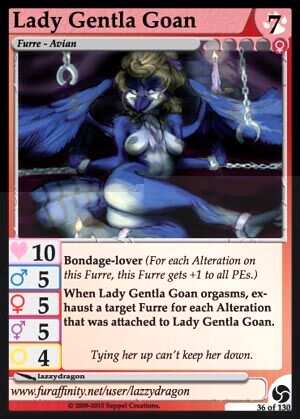 Lady Gentla Goan 7
Furre - Avian
10
5
5
5
4
Bondage-lover (For each Alteration on
this Furre, this Furre gets +1 to all PEs.)
When Lady Gentla Goan orgasms, ex-
haust a target Furre for each Alteration
that was attached to Lady Gentla Goan.
Tying her up can't keep her down.
lazzydragon
www.furaffinity.net/user/lazzydragon
© 2009-2010 Seppel Creations.
36 of 130